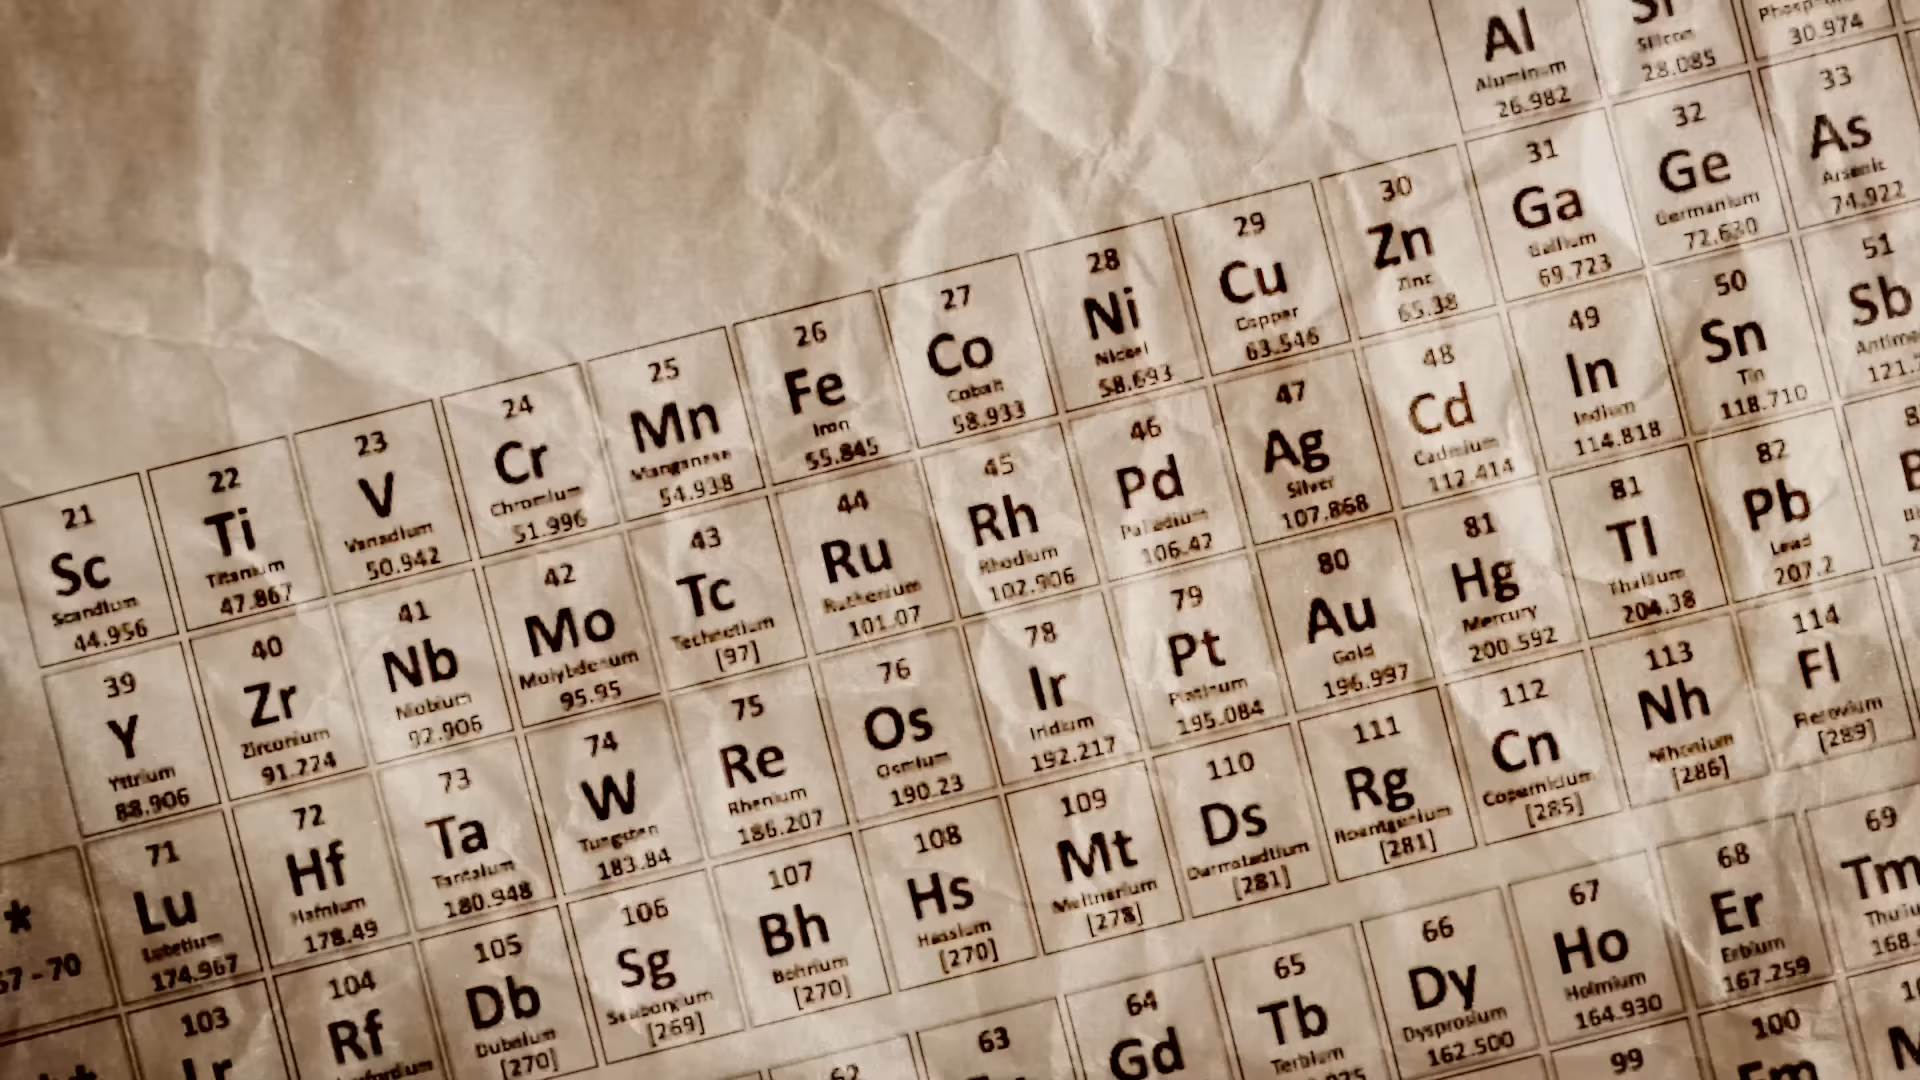 Al
Aluminum
26.982
Si
Silicon
28.085
30.974
21
Sc
Scandium
44.956
22
Ti
Titanium
47.867
23
V
Vanadium
50.942
24
Cr
Chromium
51.996
25
Mn
Manganese
54.938
26
Fe
Iron
55.845
27
Co
Cobalt
58.933
28
Ni
Nickel
58.693
29
Cu
Copper
63.546
30
Zn
Zinc
65.38
31
Ga
Gallium
69.723
32
Ge
Germanium
72.630
33
As
Arsenic
74.922
39
Y
Yttrium
88.906
40
Zr
Zirconium
91.224
41
Nb
Niobium
92.906
42
Mo
Molybdenum
95.95
43
Tc
Technetium
[97]
44
Ru
Ruthenium
101.07
45
Rh
Rhodium
102.906
46
Pd
Palladium
106.42
47
Ag
Silver
107.868
48
Cd
Cadmium
112.414
49
In
Indium
114.818
50
Sn
Tin
118.710
51
Sb
*
71
Lu
Lutetium
174.967
72
Hf
Hafnium
178.49
73
Ta
Tantalum
180.948
74
W
Tungsten
183.84
75
Re
Rhenium
186.207
76
Os
Osmium
190.23
78
Ir
Iridium
192.217
79
Pt
Platinum
195.084
80
Au
Gold
196.997
81
Hg
Mercury
200.592
81
Tl
Thallium
204.38
82
Pb
Lead
207.2
103
Lr
104
Rf
105
Db
Dubnium
[270]
106
Sg
Seaborgium
[269]
107
Bh
Bohrium
[270]
108
Hs
Hassium
[270]
109
Mt
Meitnerium
[278]
110
Ds
Darmstadtium
[281]
111
Rg
Roentgenium
[281]
112
Cn
Copernicium
[285]
113
Nh
Nihonium
[286]
114
Fl
Flerovium
[289]
62
63
64
Gd
65
Tb
Terbium
66
Dy
Dysprosium
162.500
67
Ho
Holmium
164.930
68
Er
Erbium
167.259
69
Tm
99
100
Fm